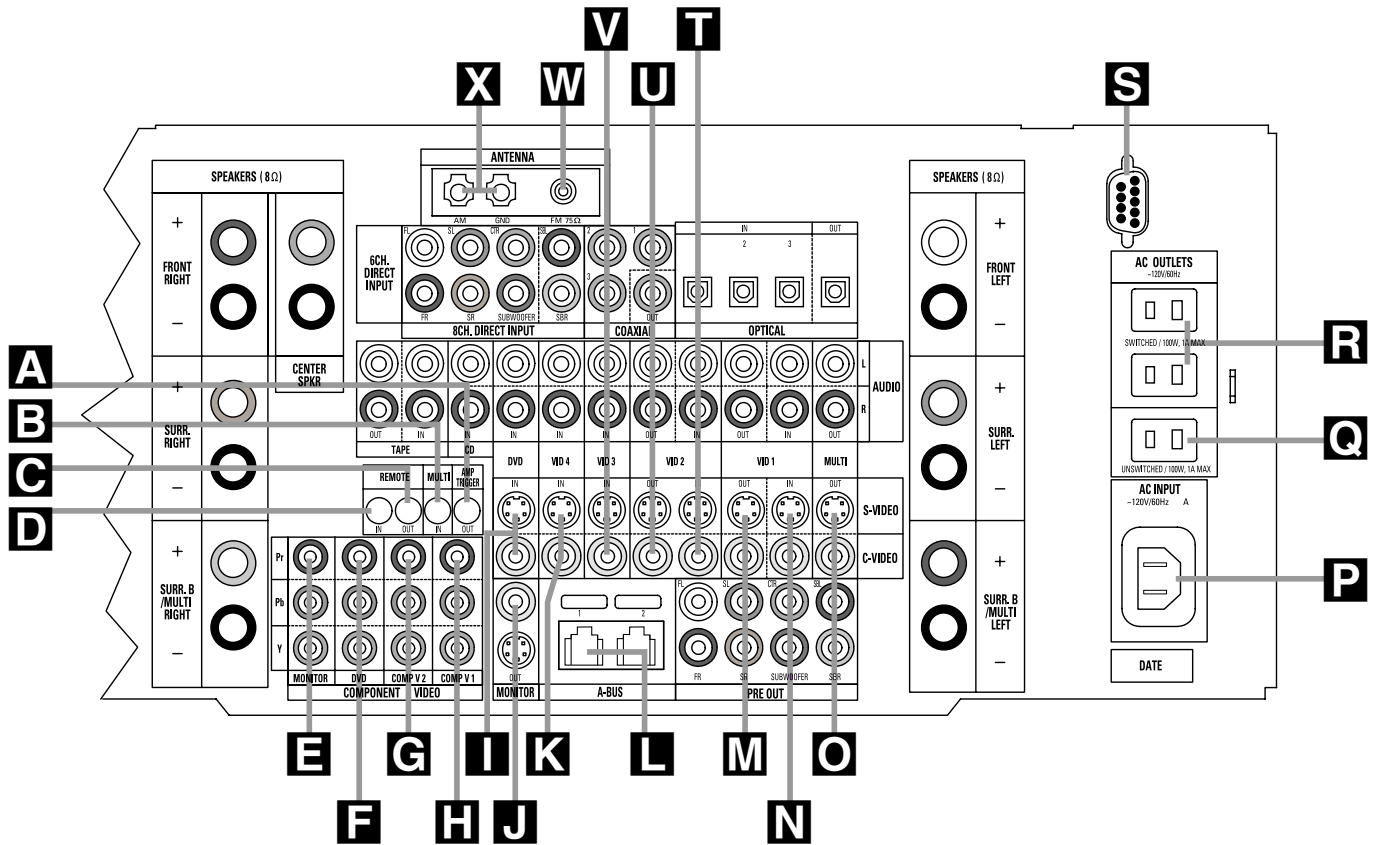 V T
X W U S
ANTENNA
SPEAKERS ( 8Ω) SPEAKERS ( 8Ω)
AM GND FM 75Ω
+ FRONT RIGHT −
6CH. DIRECT INPUT
FL SL CTR SBL 2 1
FR SR SUBWOOFER SBR 3 OUT
8CH. DIRECT INPUT COAXIAL
IN OUT
2 3
OPTICAL
+ FRONT LEFT −
AC OUTLETS
~120V/60Hz
SWITCHED / 100W, 1A MAX
R
CENTER SPKR
A
B
C
D
+ SURR. RIGHT −
L AUDIO
R
OUT IN IN IN IN IN OUT IN OUT IN OUT
TAPE CD DVD VID 4 VID 3 VID 2 VID 1 MULTI
+ SURR. LEFT −
Q
UNSWITCHED / 100W, 1A MAX
AC INPUT
~120V/60Hz A
REMOTE MULTI AMP TRIGGER
IN OUT IN OUT
IN IN IN OUT IN OUT IN OUT
S-VIDEO
C-VIDEO
+ SURR. B /MULTI RIGHT −
Pr
Pb
Y
MONITOR DVD COMP V 2 COMP V 1
COMPONENT VIDEO
OUT
MONITOR
1 2
A-BUS
FL SL CTR SBL
FR SR SUBWOOFER SBR
PRE OUT
+ SURR. B /MULTI LEFT −
P
DATE
E G I K L M O
F H J N